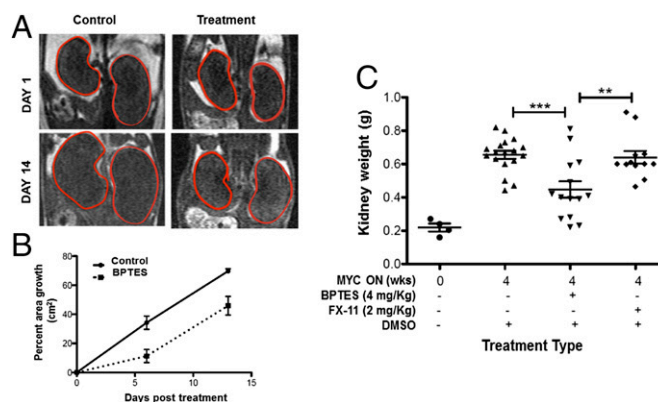 A
Control
Treatment
DAY 1
DAY 14
B
Percent area growth
(cm²)
80
60
40
20
0
Control
BPTES
0
5
10
15
Days post treatment
C
Kidney weight (g)
1.0
0.8
0.6
0.4
0.2
0.0
***
**
MYC ON (wks) 0 4 4 4
BPTES (4 mg/Kg) - - + -
FX-11 (2 mg/Kg) - - - +
DMSO - + + +
Treatment Type